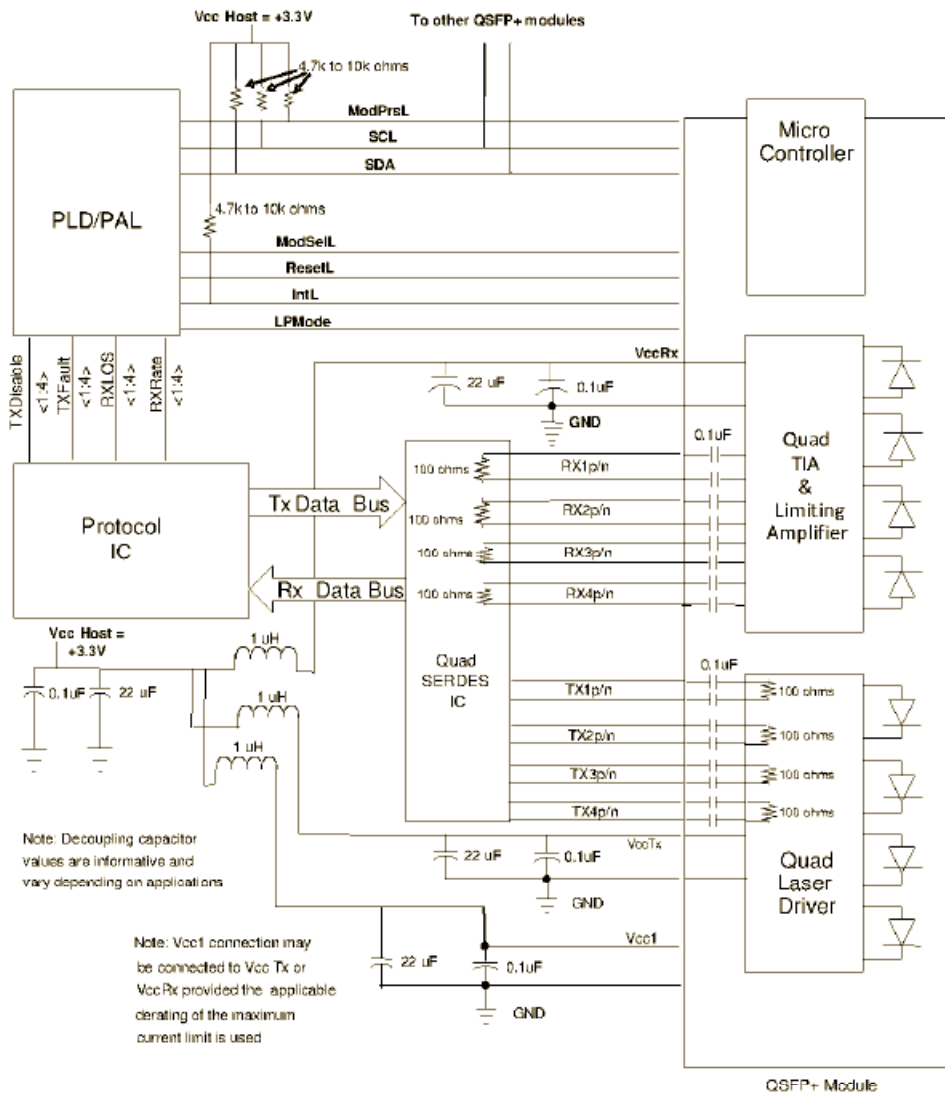 Vcc Host = +3.3V
To other QSFP+ modules
4.7k to 10k ohms
ModPrsL
SCL
SDA
Micro
Controller
PLD/PAL
4.7k to 10k ohms
ModSelL
ResetL
IntL
LPMode
TXDisable
<1:4>
TXFault
<1:4>
RXLOS
<1:4>
RXRate
<1:4>
VccRx
22 uF
0.1uF
GND
0.1uF
Quad
TIA
&
Limiting
Amplifier
100 ohms
RX1p/n
100 ohms
RX2p/n
100 ohms
RX3p/n
100 ohms
RX4p/n
Tx Data Bus
Protocol
IC
Rx Data Bus
Vcc Host =
+3.3V
0.1uF
22 uF
1 uH
1 uH
1 uH
Quad
SERDES
IC
0.1uF
TX1p/n
100 ohms
TX2p/n
100 ohms
TX3p/n
100 ohms
TX4p/n
100 ohms
VccTx
22 uF
0.1uF
GND
Quad
Laser
Driver
Note: Decoupling capacitor
values are informative and
vary depending on applications
Note: Vcc1 connection may
be connected to Vcc Tx or
VccRx provided the applicable
derating of the maximum
current limit is used
Vcc1
22 uF
0.1uF
GND
QSFP+ Module